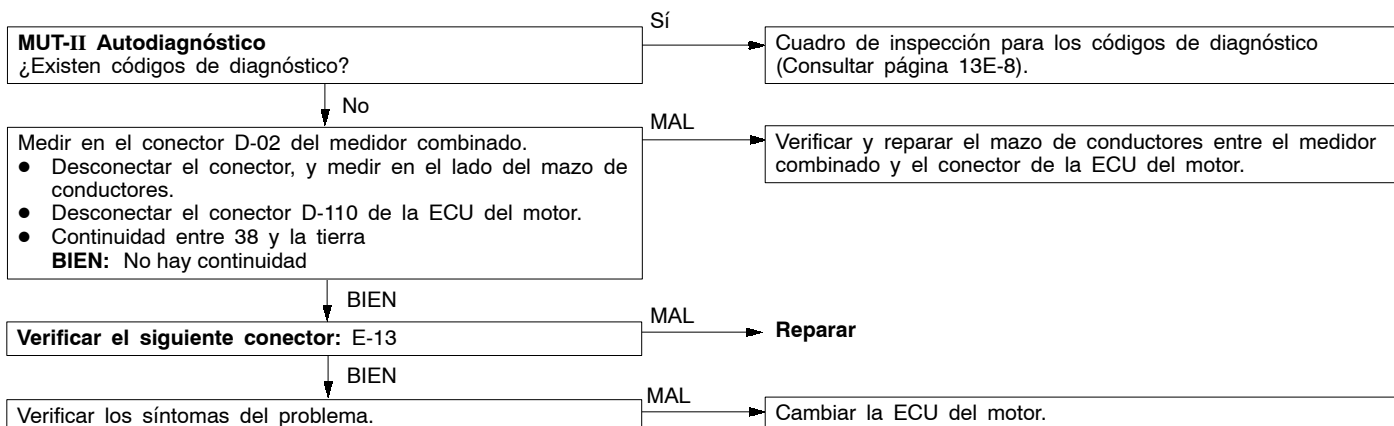 Sí
MUT-II Autodiagnóstico
¿Existen códigos de diagnóstico?
Cuadro de inspección para los códigos de diagnóstico
(Consultar página 13E-8).
No
Medir en el conector D-02 del medidor combinado.
● Desconectar el conector, y medir en el lado del mazo de
conductores.
● Desconectar el conector D-110 de la ECU del motor.
● Continuidad entre 38 y la tierra
BIEN: No hay continuidad
MAL
Verificar y reparar el mazo de conductores entre el medidor
combinado y el conector de la ECU del motor.
BIEN
Verificar el siguiente conector: E-13
MAL
Reparar
BIEN
Verificar los síntomas del problema.
MAL
Cambiar la ECU del motor.